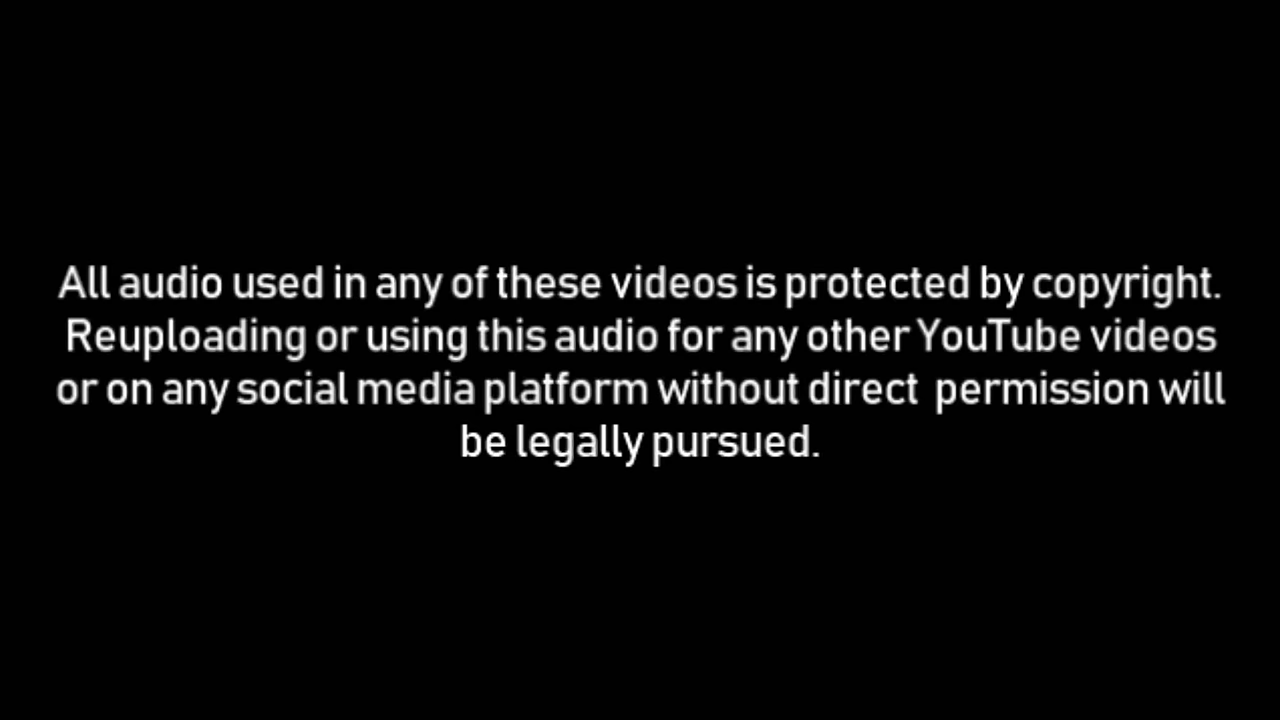 All audio used in any of these videos is protected by copyright.
Reuploading or using this audio for any other YouTube videos
or on any social media platform without direct  permission will
be legally pursued.